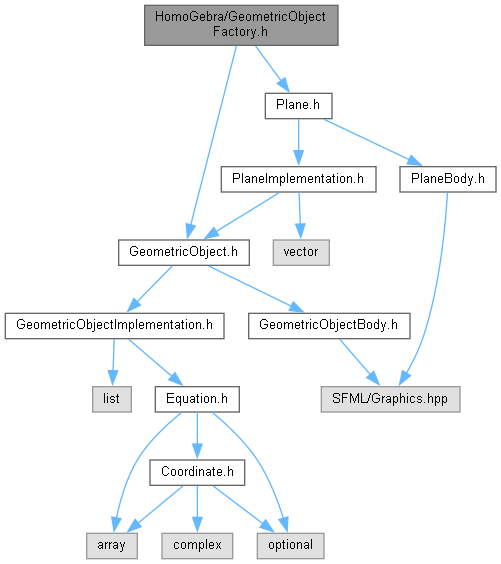 HomoGebra/GeometricObject
Factory.h
Plane.h
PlaneImplementation.h
PlaneBody.h
GeometricObject.h
vector
GeometricObjectImplementation.h
GeometricObjectBody.h
list
Equation.h
SFML/Graphics.hpp
Coordinate.h
array
complex
optional